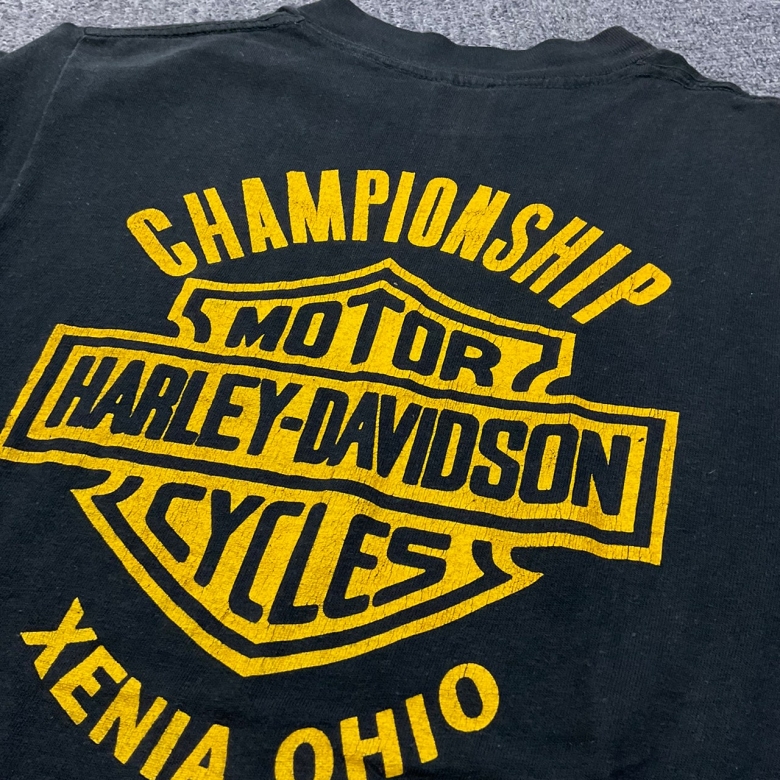 CHAMPIONSHIP
MOTOR
HARLEY-DAVIDSON
CYCLES
XENIA OHIO